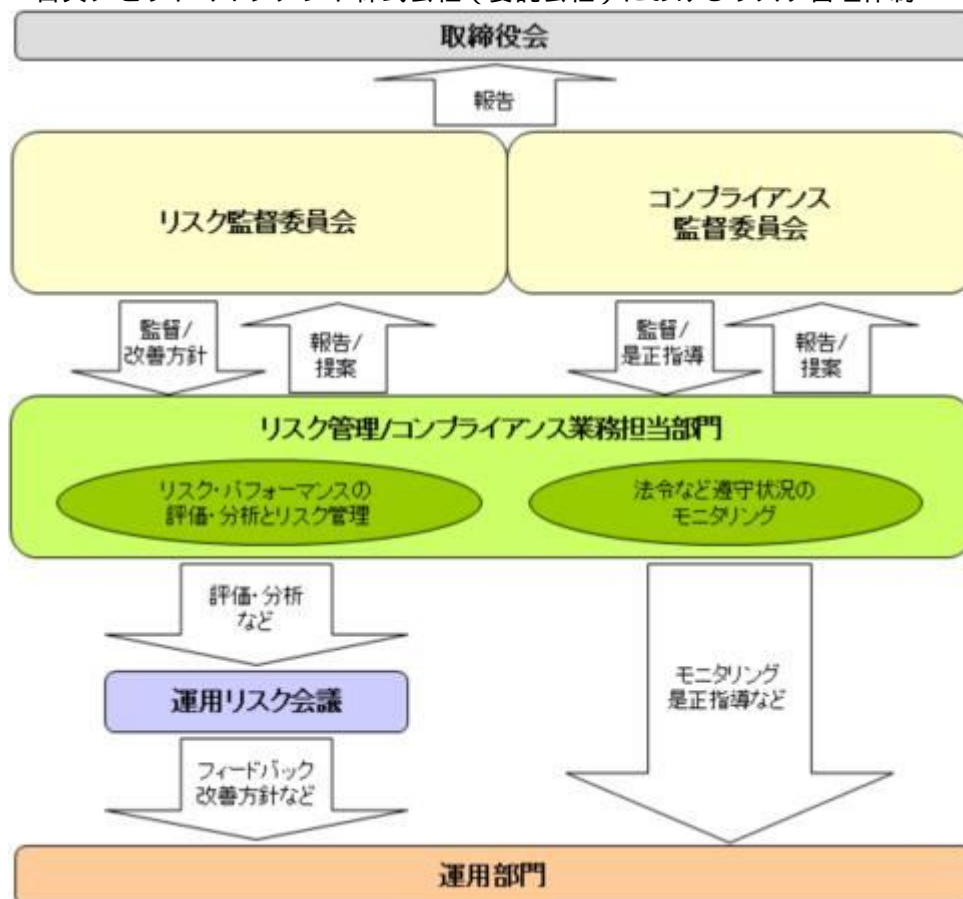 取締役会
報告
リスク監督委員会
コンプライアンス
監督委員会
監督/
改善方針
報告/
提案
監督/
是正指導
報告/
提案
リスク管理/コンプライアンス業務担当部門
リスク・パフォーマンスの
評価・分析とリスク管理
法令など遵守状況の
モニタリング
評価・分析
など
運用リスク会議
モニタリング
是正指導など
フィードバック
改善方針など
運用部門